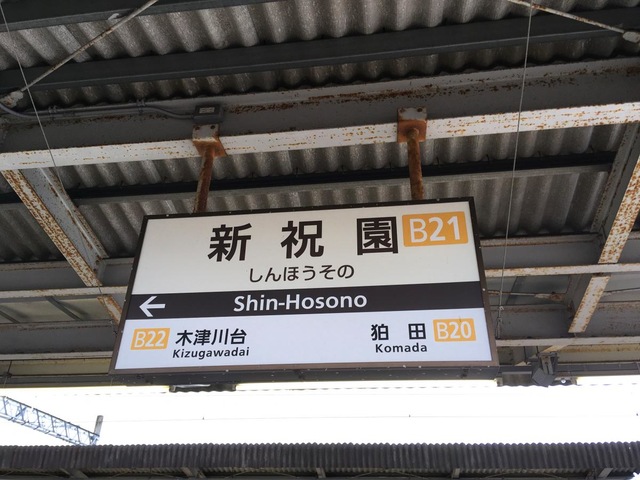 新祝園 B21
しんほうその
Shin-Hosono
B22 木津川台 狛田 B20
Kizugawadai Komada